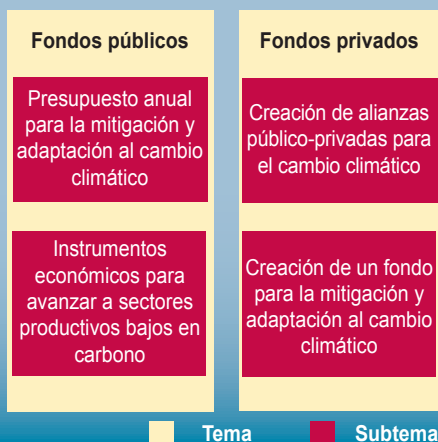 Fondos públicos
Presupuesto anual
para la mitigación y
adaptación al cambio
climático
Instrumentos
económicos para
avanzar a sectores
productivos bajos en
carbono
Fondos privados
Creación de alianzas
público-privadas para
el cambio climático
Creación de un fondo
para la mitigación y
adaptación al cambio
climático
Tema
Subtema